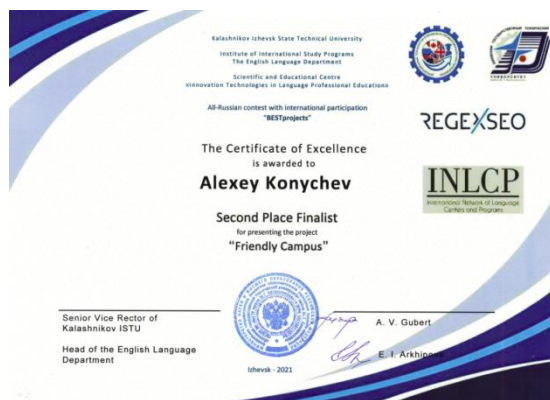 Kalashnikov Izhevsk State Technical University
Institute of International Study Programs
The English Language Department
Scientific and Educational Centre
«Innovation Technologies in Language Professional Education»
All-Russian contest with international participation
"BESTprojects"
REGEXSEO
The Certificate of Excellence
is awarded to
Alexey Konychev
INLCP
International Network of Language
Centers and Programs
Second Place Finalist
for presenting the project
"Friendly Campus"
Senior Vice Rector of
Kalashnikov ISTU
A. V. Gubert
Head of the English Language
Department
E. I. Arkhipova
Izhevsk - 2021